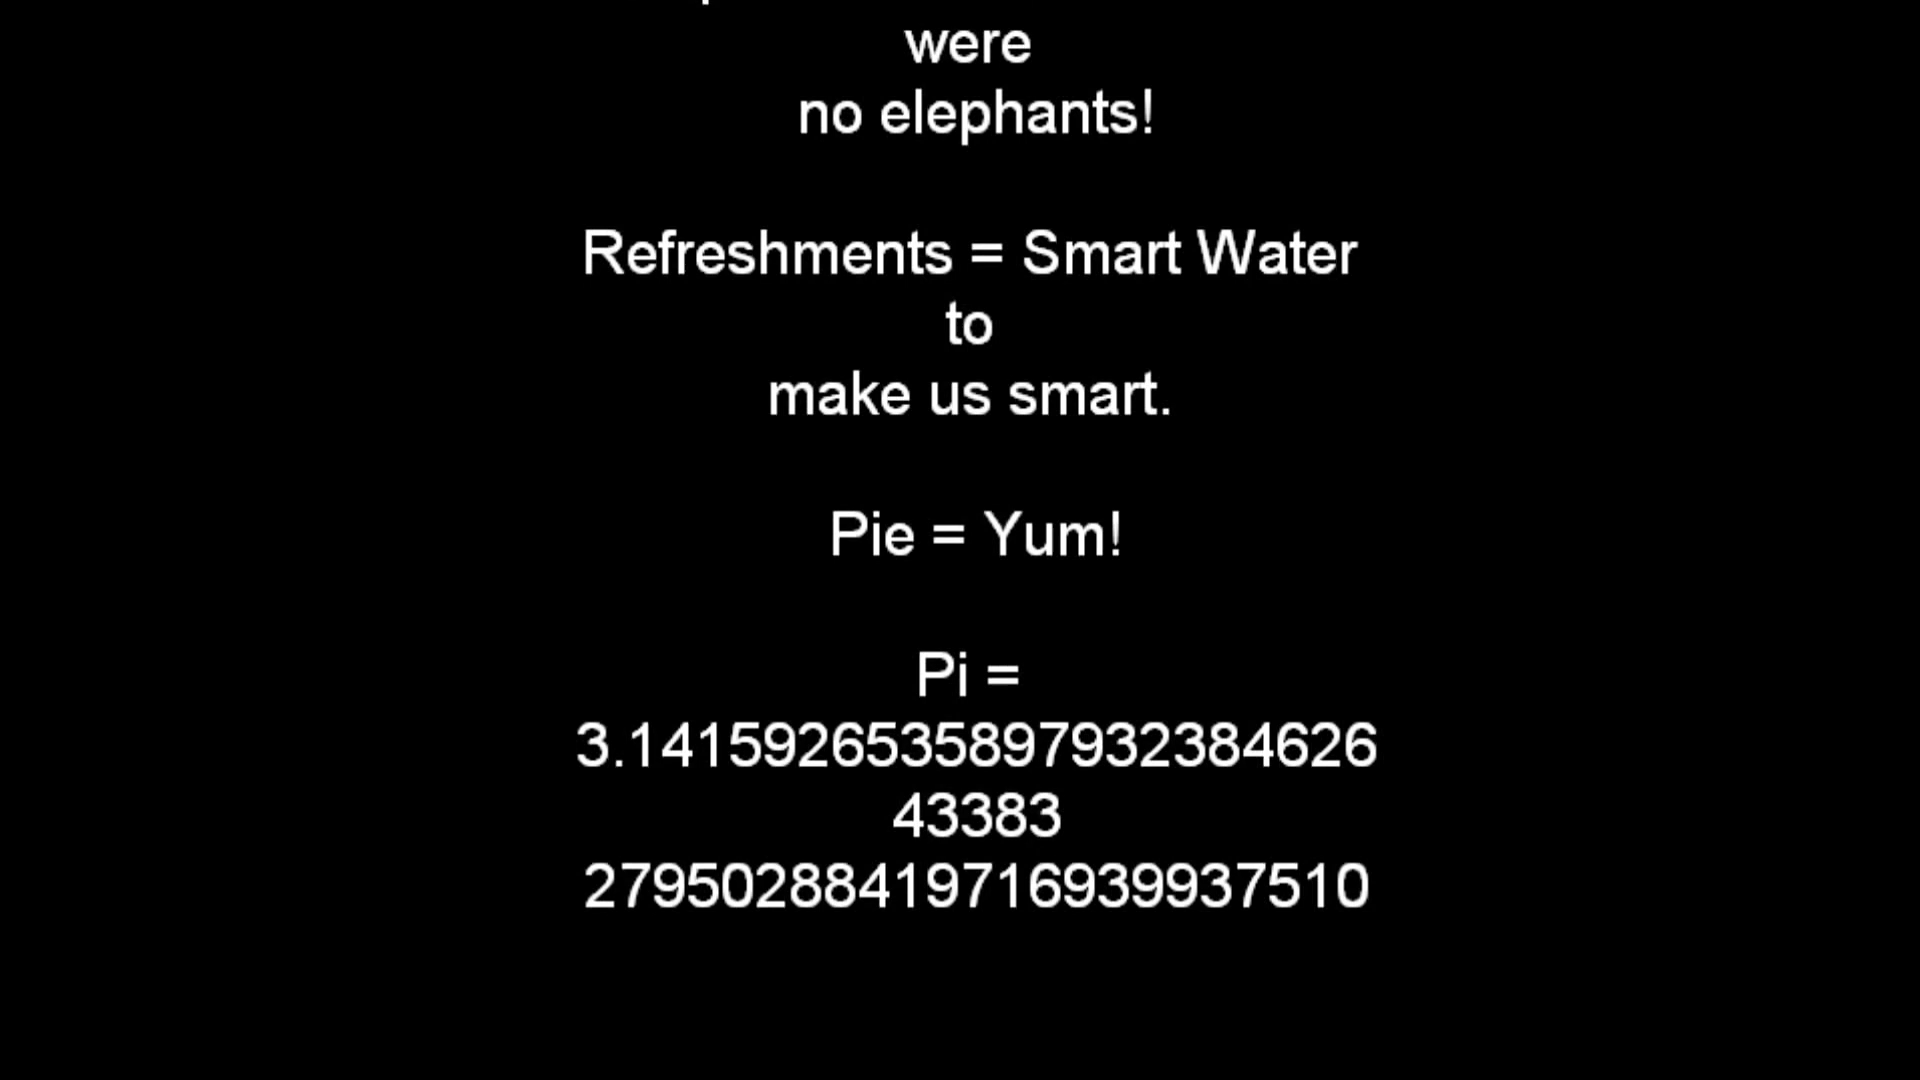 were
no elephants!
Refreshments = Smart Water
to
make us smart.
Pie = Yum!
Pi =
3.1415926535897932384626
43383
27950288419716939937510